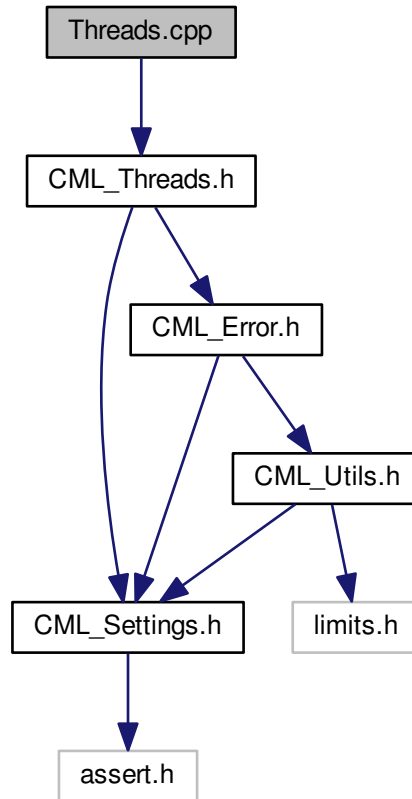 Threads.cpp
CML_Threads.h
CML_Error.h
CML_Utils.h
CML_Settings.h
limits.h
assert.h